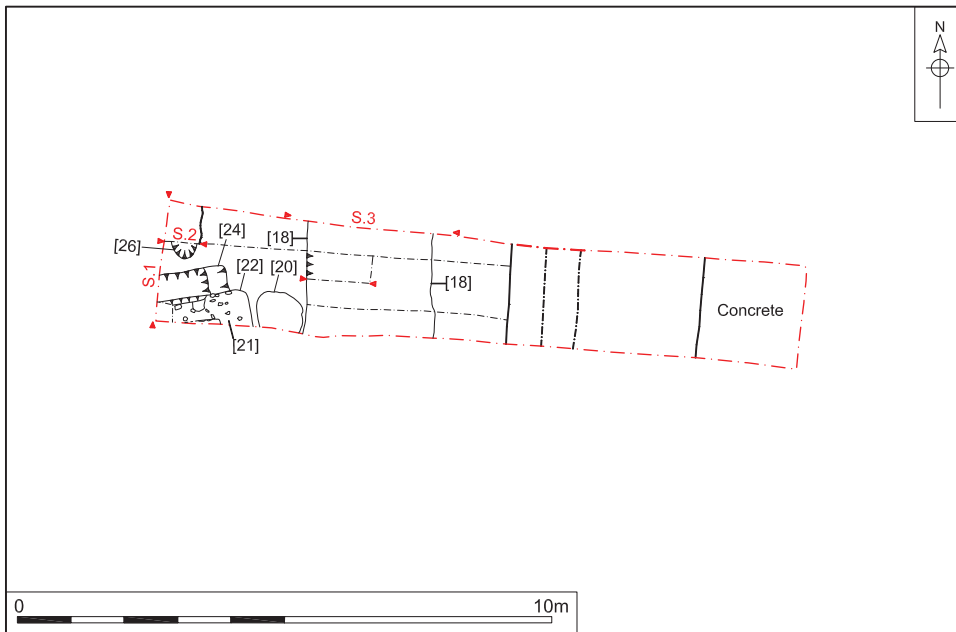 N
S.3
S.2
[24]
[18]
[26]
[22]
[20]
S.1
[18]
Concrete
[21]
0
10m